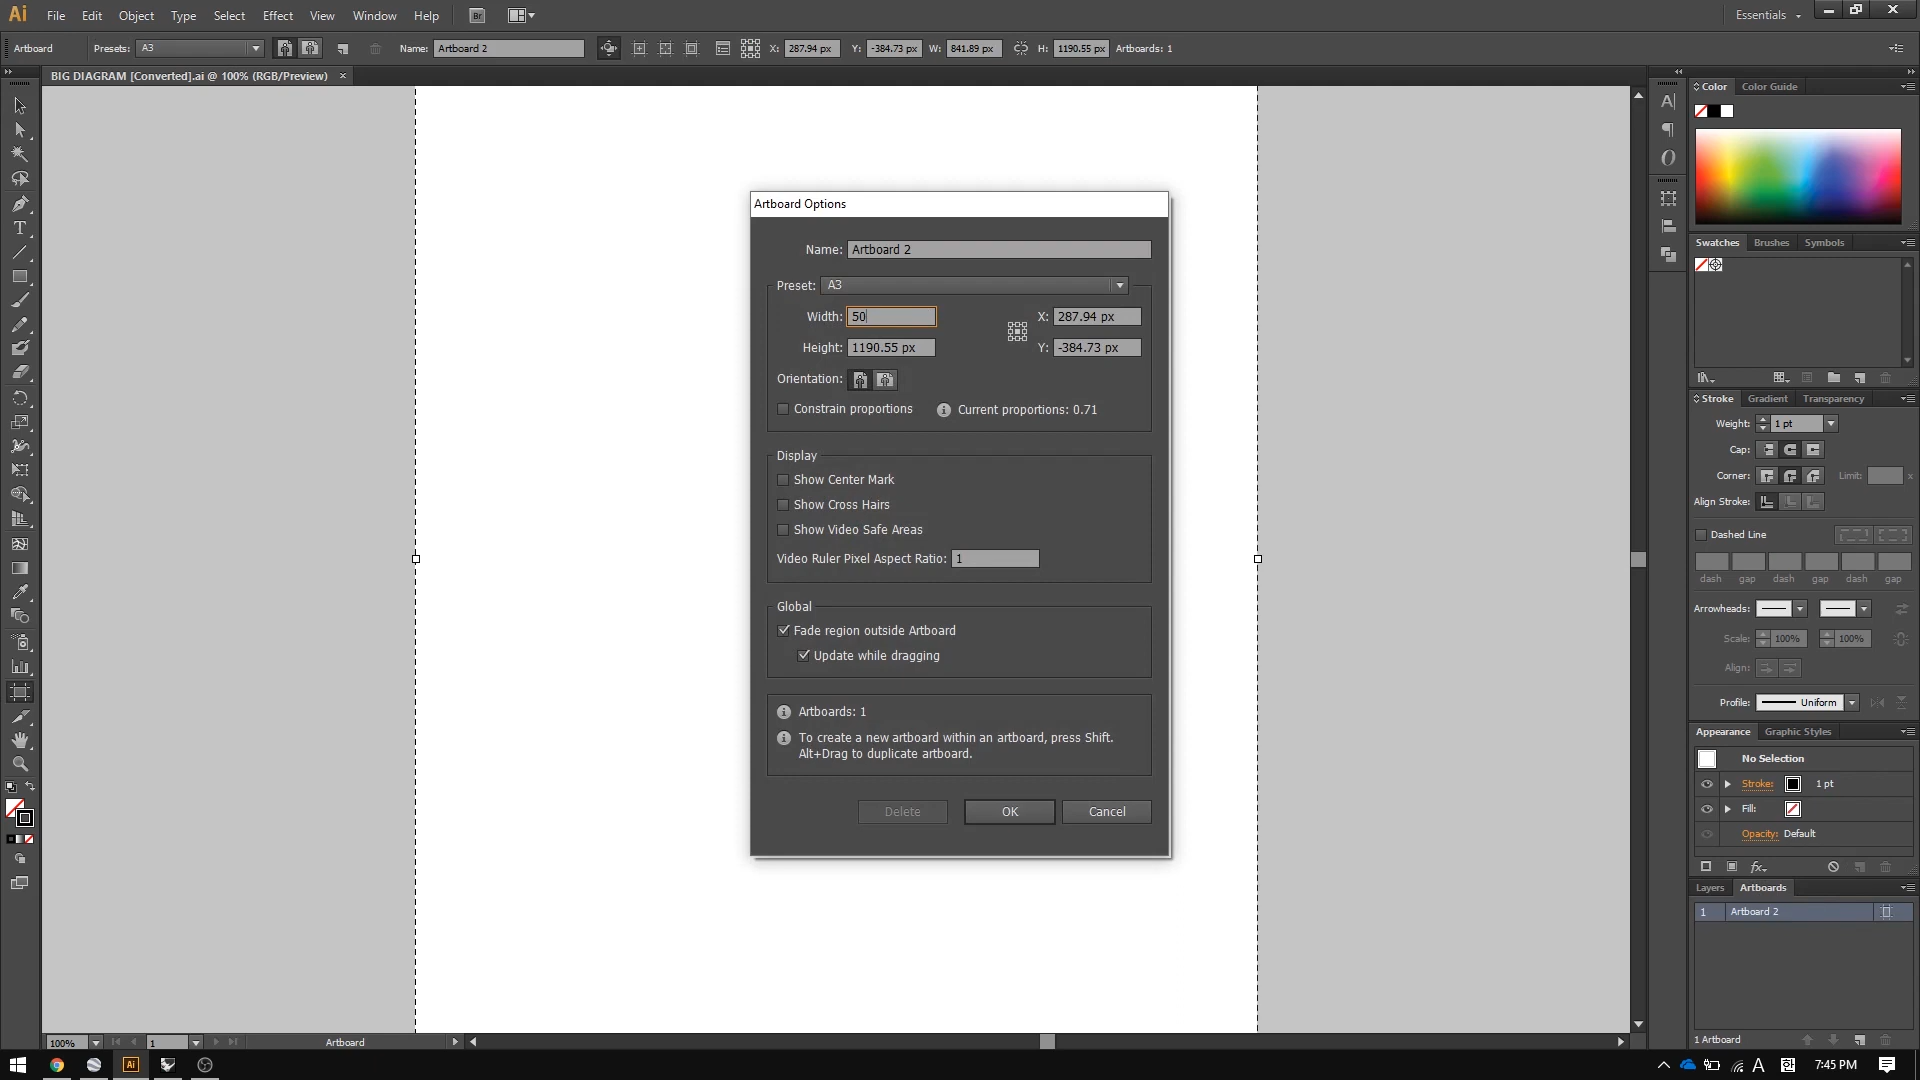 Ai File Edit Object Type Select Effect View Window Help Br Essentials
Artboard Presets: A3 Name: Artboard 2 X: 287.94 px Y: -384.73 px W: 841.89 px H: 1190.55 px Artboards: 1
BIG DIAGRAM [Converted].ai @ 100% (RGB/Preview) ×
Color Color Guide
Artboard Options
Name: Artboard 2
Swatches Brushes Symbols
Preset: A3
Width: 50 X: 287.94 px
Height: 1190.55 px Y: -384.73 px
Orientation:
Constrain proportions Current proportions: 0.71
Stroke Gradient Transparency
Weight: 1 pt
Cap:
Corner: Limit: x
Align Stroke:
Display
Show Center Mark
Show Cross Hairs
Show Video Safe Areas
Video Ruler Pixel Aspect Ratio: 1
Dashed Line
dash gap dash gap dash gap
Arrowheads:
Scale: 100% 100%
Align:
Profile: Uniform
Global
Fade region outside Artboard
Update while dragging
Artboards: 1
To create a new artboard within an artboard, press Shift.
Alt+Drag to duplicate artboard.
Delete OK Cancel
Appearance Graphic Styles
No Selection
Stroke: 1 pt
Fill:
Opacity: Default
fx
Layers Artboards
1 Artboard 2
1 Artboard
100% 1 Artboard
Ai A 7:45 PM